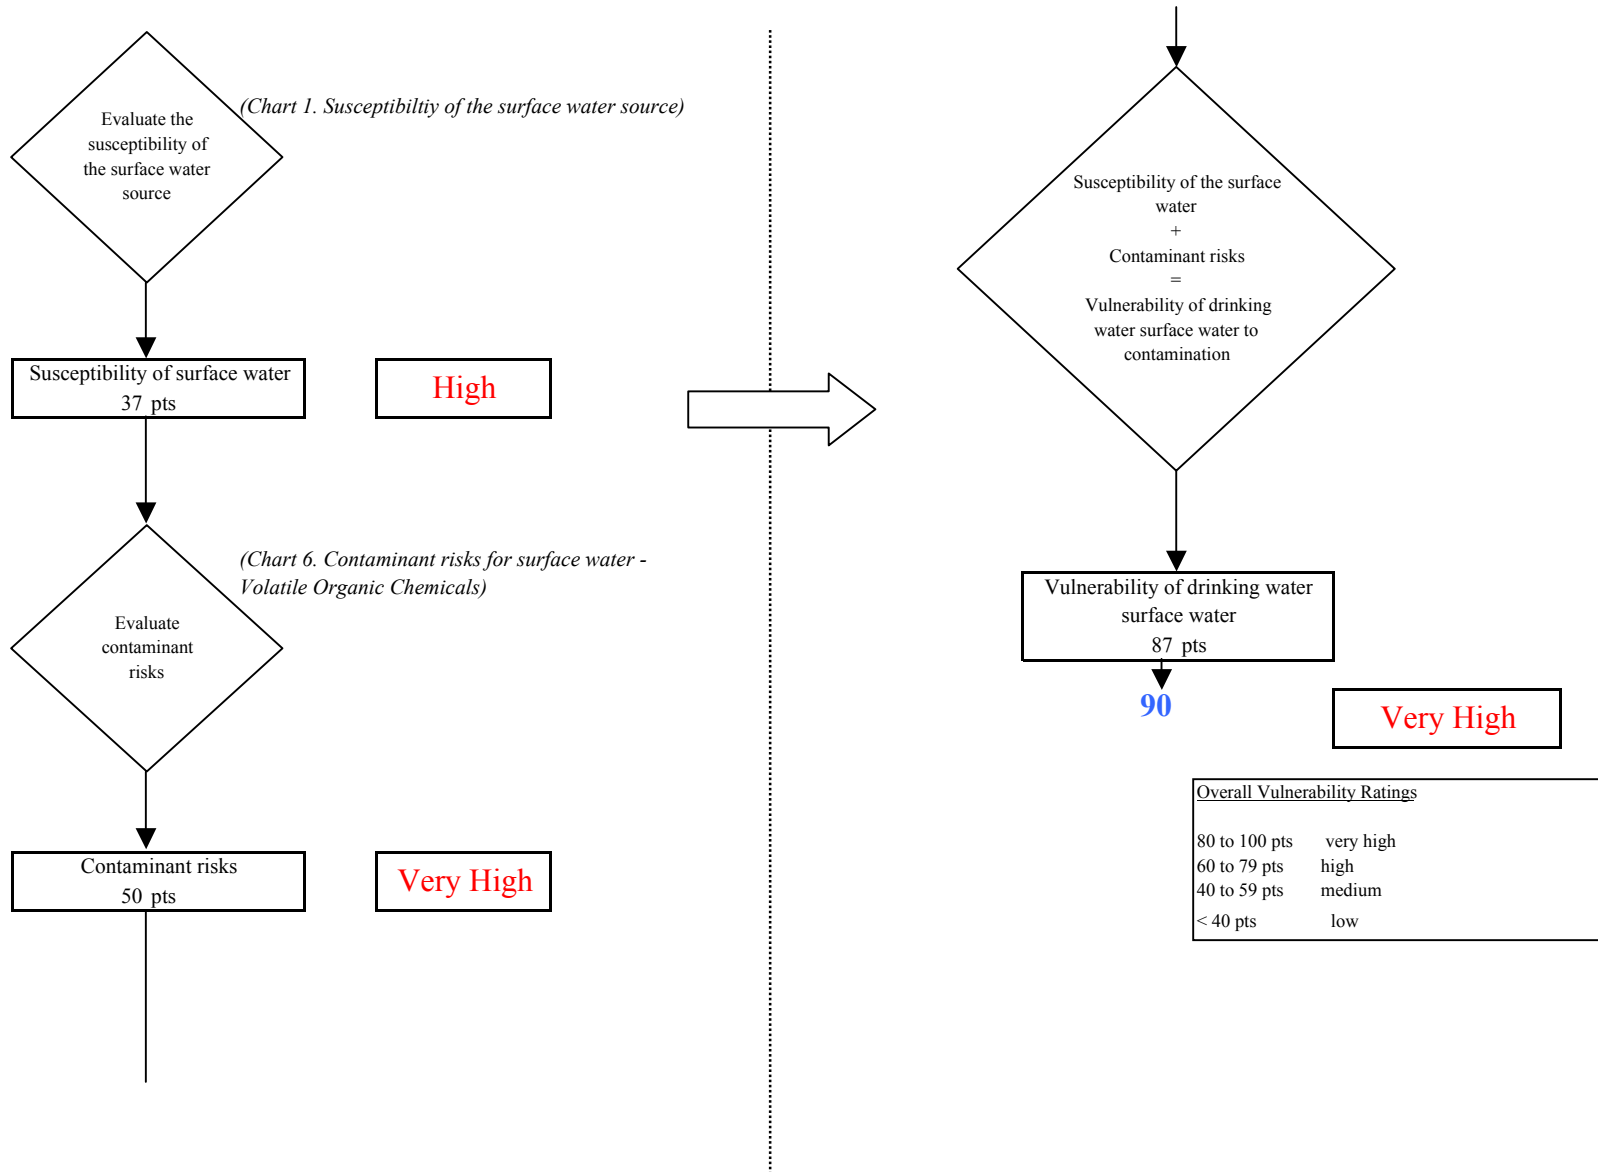 Evaluate the
susceptibility of
the surface water
source
(Chart 1. Susceptibiltiy of the surface water source)
Susceptibility of surface water
37 pts
High
(Chart 6. Contaminant risks for surface water -
Volatile Organic Chemicals)
Evaluate
contaminant
risks
Contaminant risks
50 pts
Very High
Susceptibility of the surface
water
+
Contaminant risks
=
Vulnerability of drinking
water surface water to
contamination
Vulnerability of drinking water
surface water
87 pts
90
Very High
Overall Vulnerability Ratings
80 to 100 pts very high
60 to 79 pts high
40 to 59 pts medium
< 40 pts low